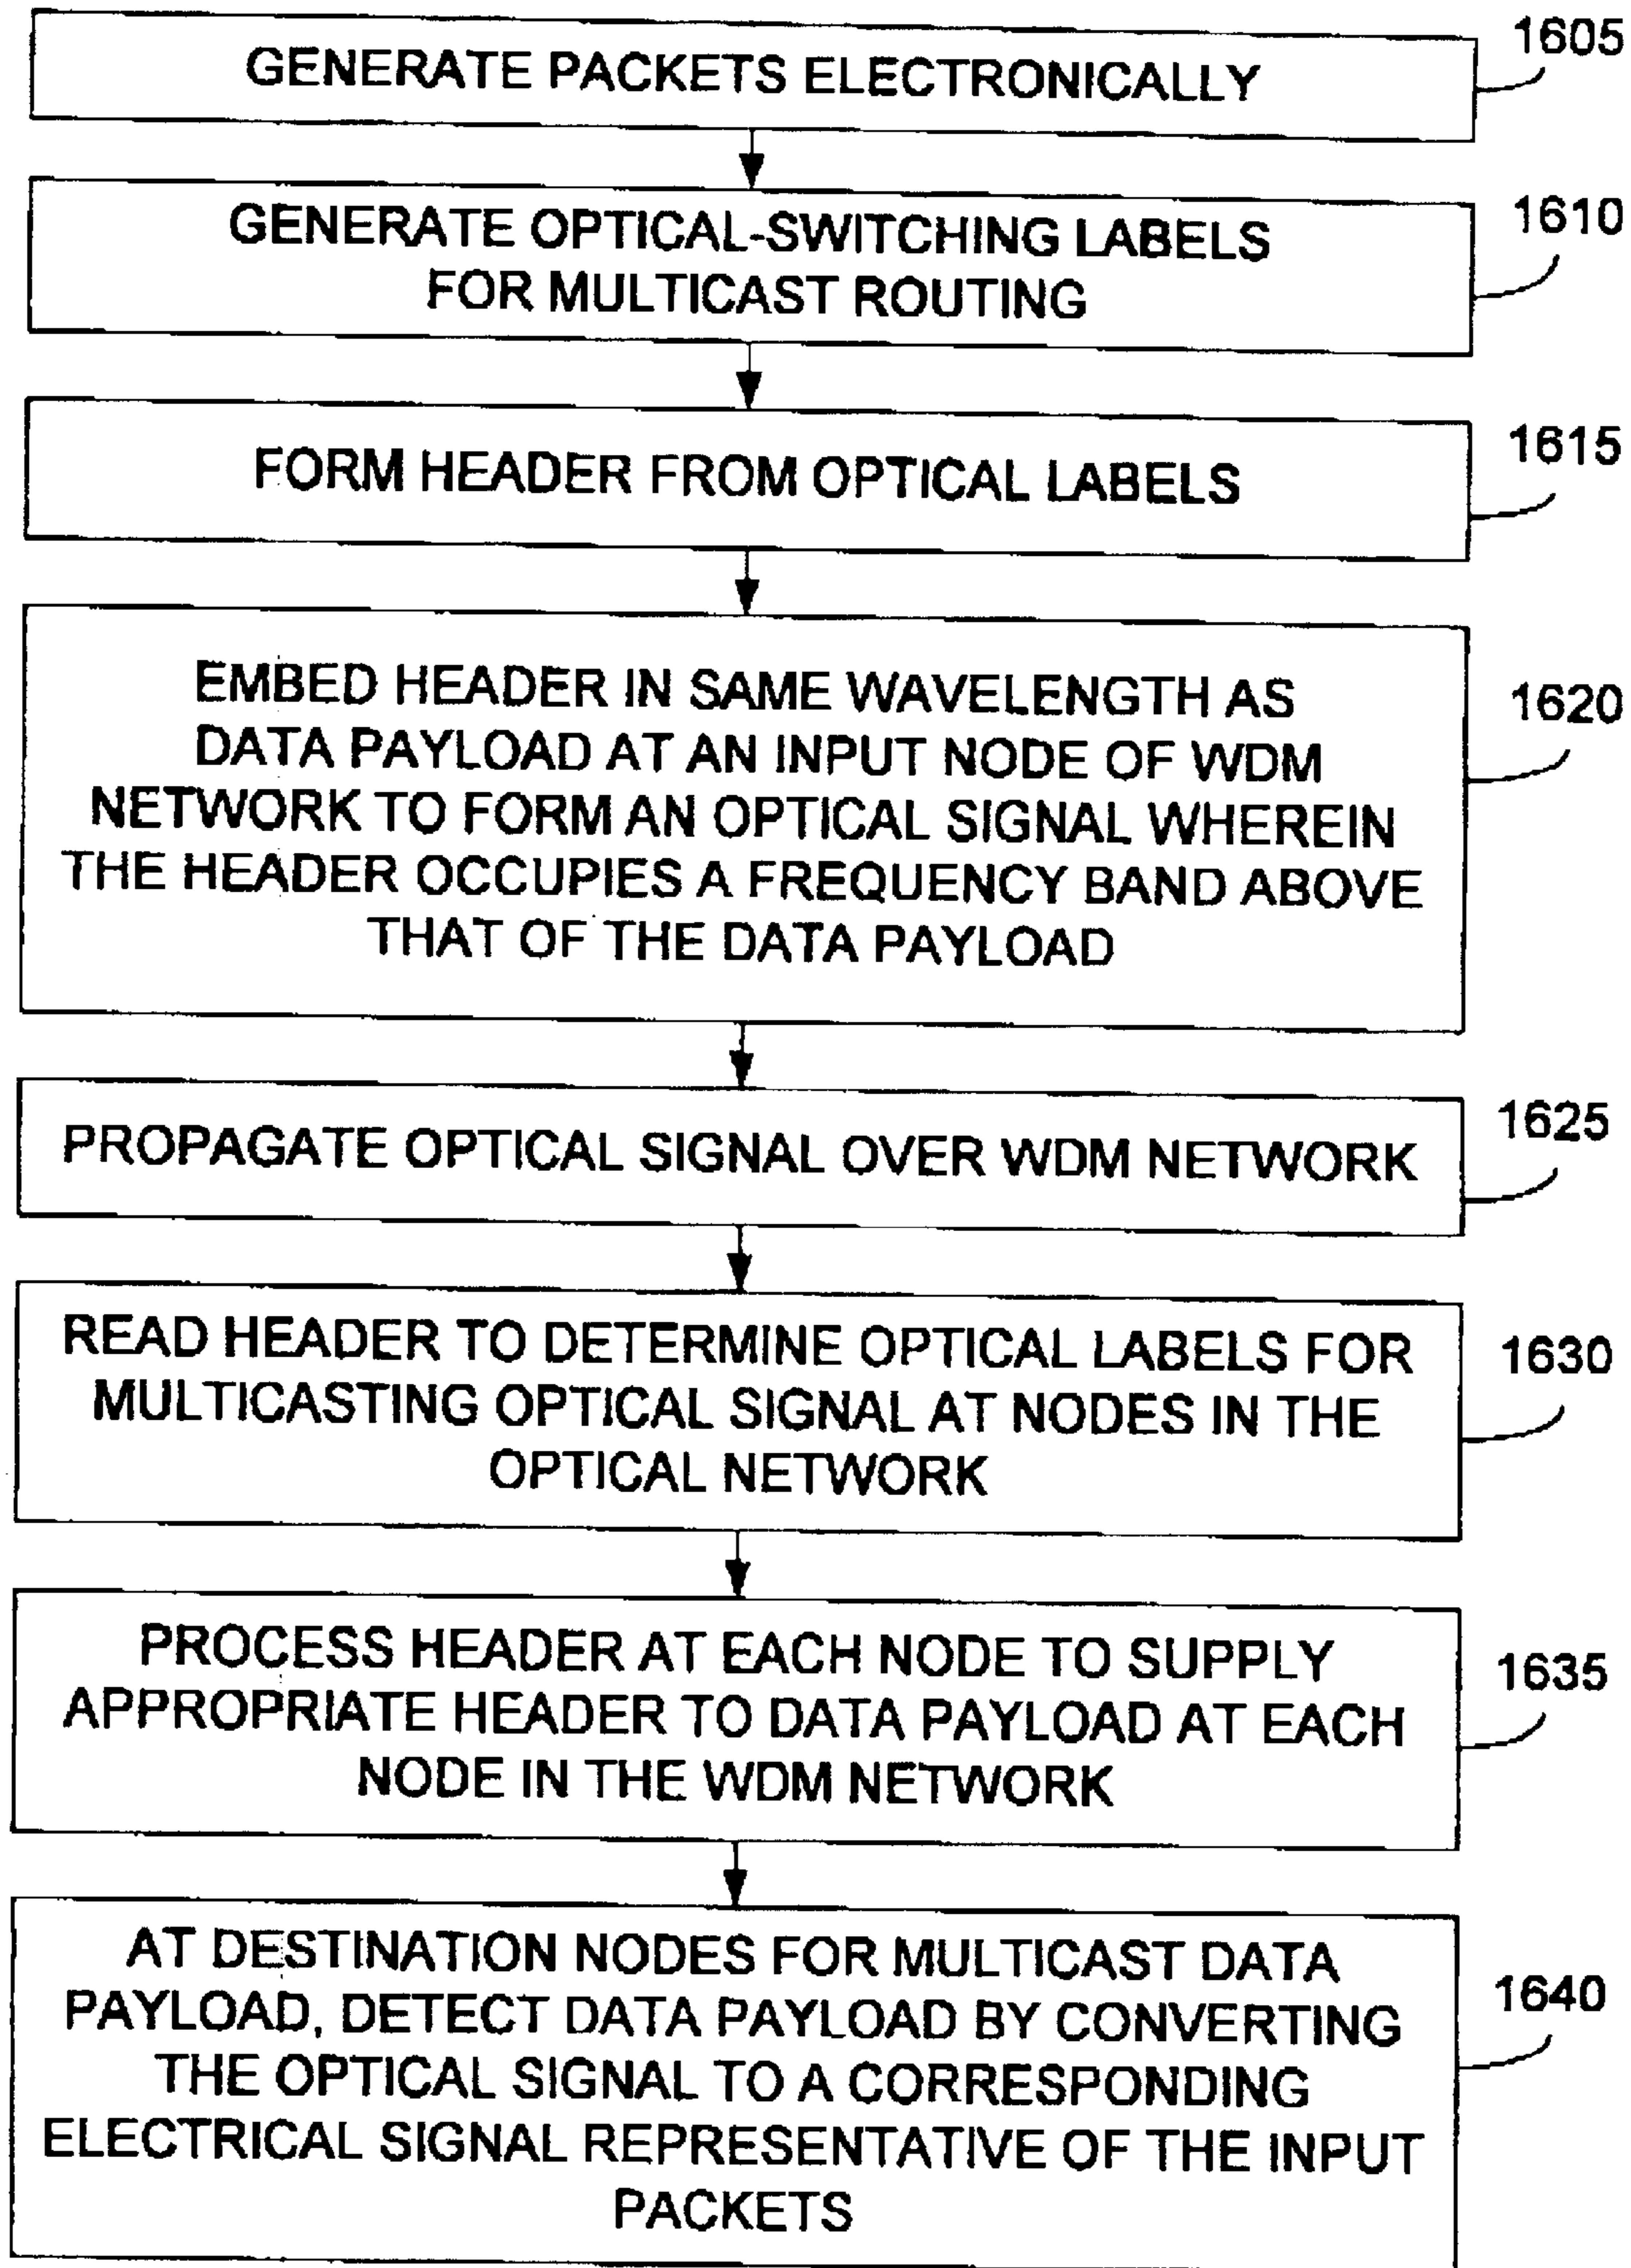 1605
GENERATE PACKETS ELECTRONICALLY
1610
GENERATE OPTICAL-SWITCHING LABELS
FOR MULTICAST ROUTING
1615
FORM HEADER FROM OPTICAL LABELS
1620
EMBED HEADER IN SAME WAVELENGTH AS
DATA PAYLOAD AT AN INPUT NODE OF WDM
NETWORK TO FORM AN OPTICAL SIGNAL WHEREIN
THE HEADER OCCUPIES A FREQUENCY BAND ABOVE
THAT OF THE DATA PAYLOAD
1625
PROPAGATE OPTICAL SIGNAL OVER WDM NETWORK
1630
READ HEADER TO DETERMINE OPTICAL LABELS FOR
MULTICASTING OPTICAL SIGNAL AT NODES IN THE
OPTICAL NETWORK
1635
PROCESS HEADER AT EACH NODE TO SUPPLY
APPROPRIATE HEADER TO DATA PAYLOAD AT EACH
NODE IN THE WDM NETWORK
1640
AT DESTINATION NODES FOR MULTICAST DATA
PAYLOAD, DETECT DATA PAYLOAD BY CONVERTING
THE OPTICAL SIGNAL TO A CORRESPONDING
ELECTRICAL SIGNAL REPRESENTATIVE OF THE INPUT
PACKETS